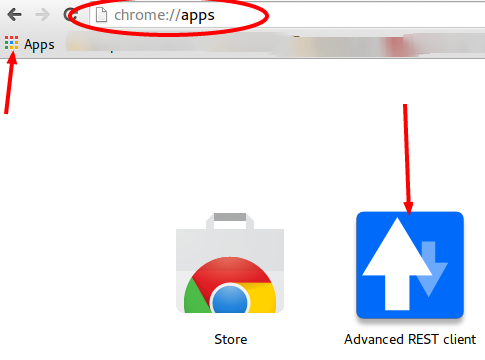 chrome://apps
Apps
Store
Advanced REST client